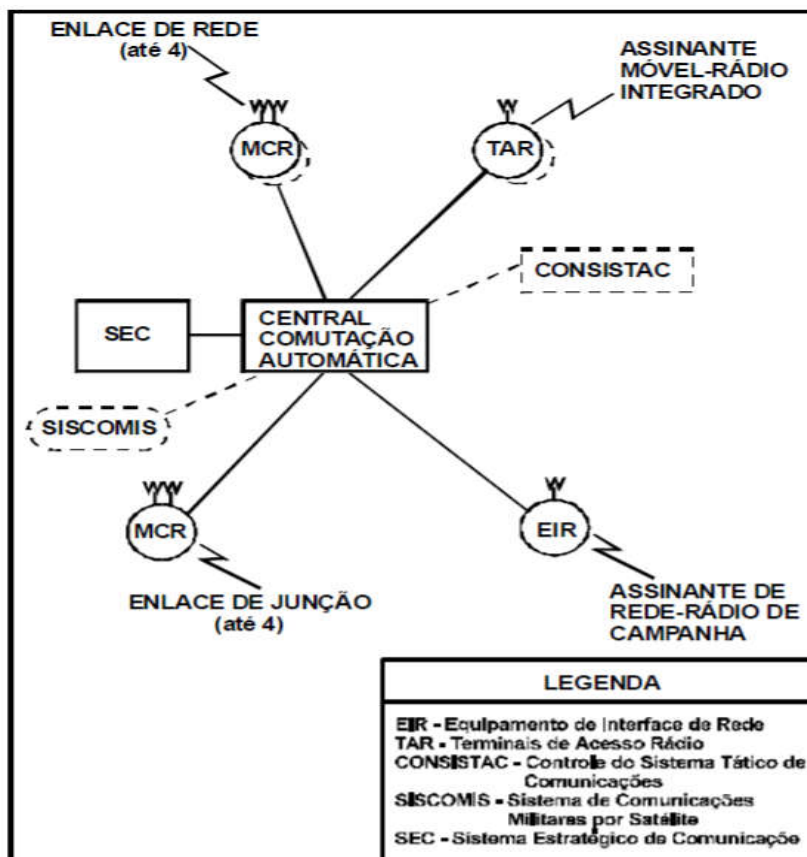 ENLACE DE REDE
(até 4)
ASSINANTE
MÓVEL-RÁDIO
INTEGRADO
MCR
TAR
CONSISTAC
SEC
CENTRAL
COMUTAÇÃO
AUTOMÁTICA
SISCOMIS
MCR
EIR
ENLACE DE JUNÇÃO
(até 4)
ASSINANTE DE
REDE-RÁDIO DE
CAMPANHA
LEGENDA
EIR - Equipamento de Interface de Rede
TAR - Terminais de Acesso Rádio
CONSISTAC - Controle do Sistema Tático de
Comunicações
SISCOMIS - Sistema de Comunicações
Militares por Satélite
SEC - Sistema Estratégico de Comunicaçõe